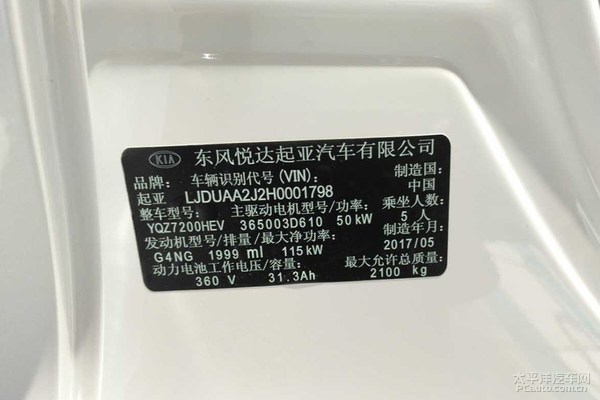 KIA 东风悦达起亚汽车有限公司
品牌: 车辆识别代号(VIN): 制造国:
起亚 LJDUAA2J2H0001798 中国
整车型号: 主驱动电机型号/功率: 乘坐人数:
YQZ7200HEV 365003D610 50kW 5 人
发动机型号/排量/最大净功率: 制造年月:
G4NG 1999 ml 115kW 2017/05
动力电池工作电压/容量: 最大允许总质量:
360 V 31.3Ah 2100 kg
太平洋汽车网
PCauto.com.cn